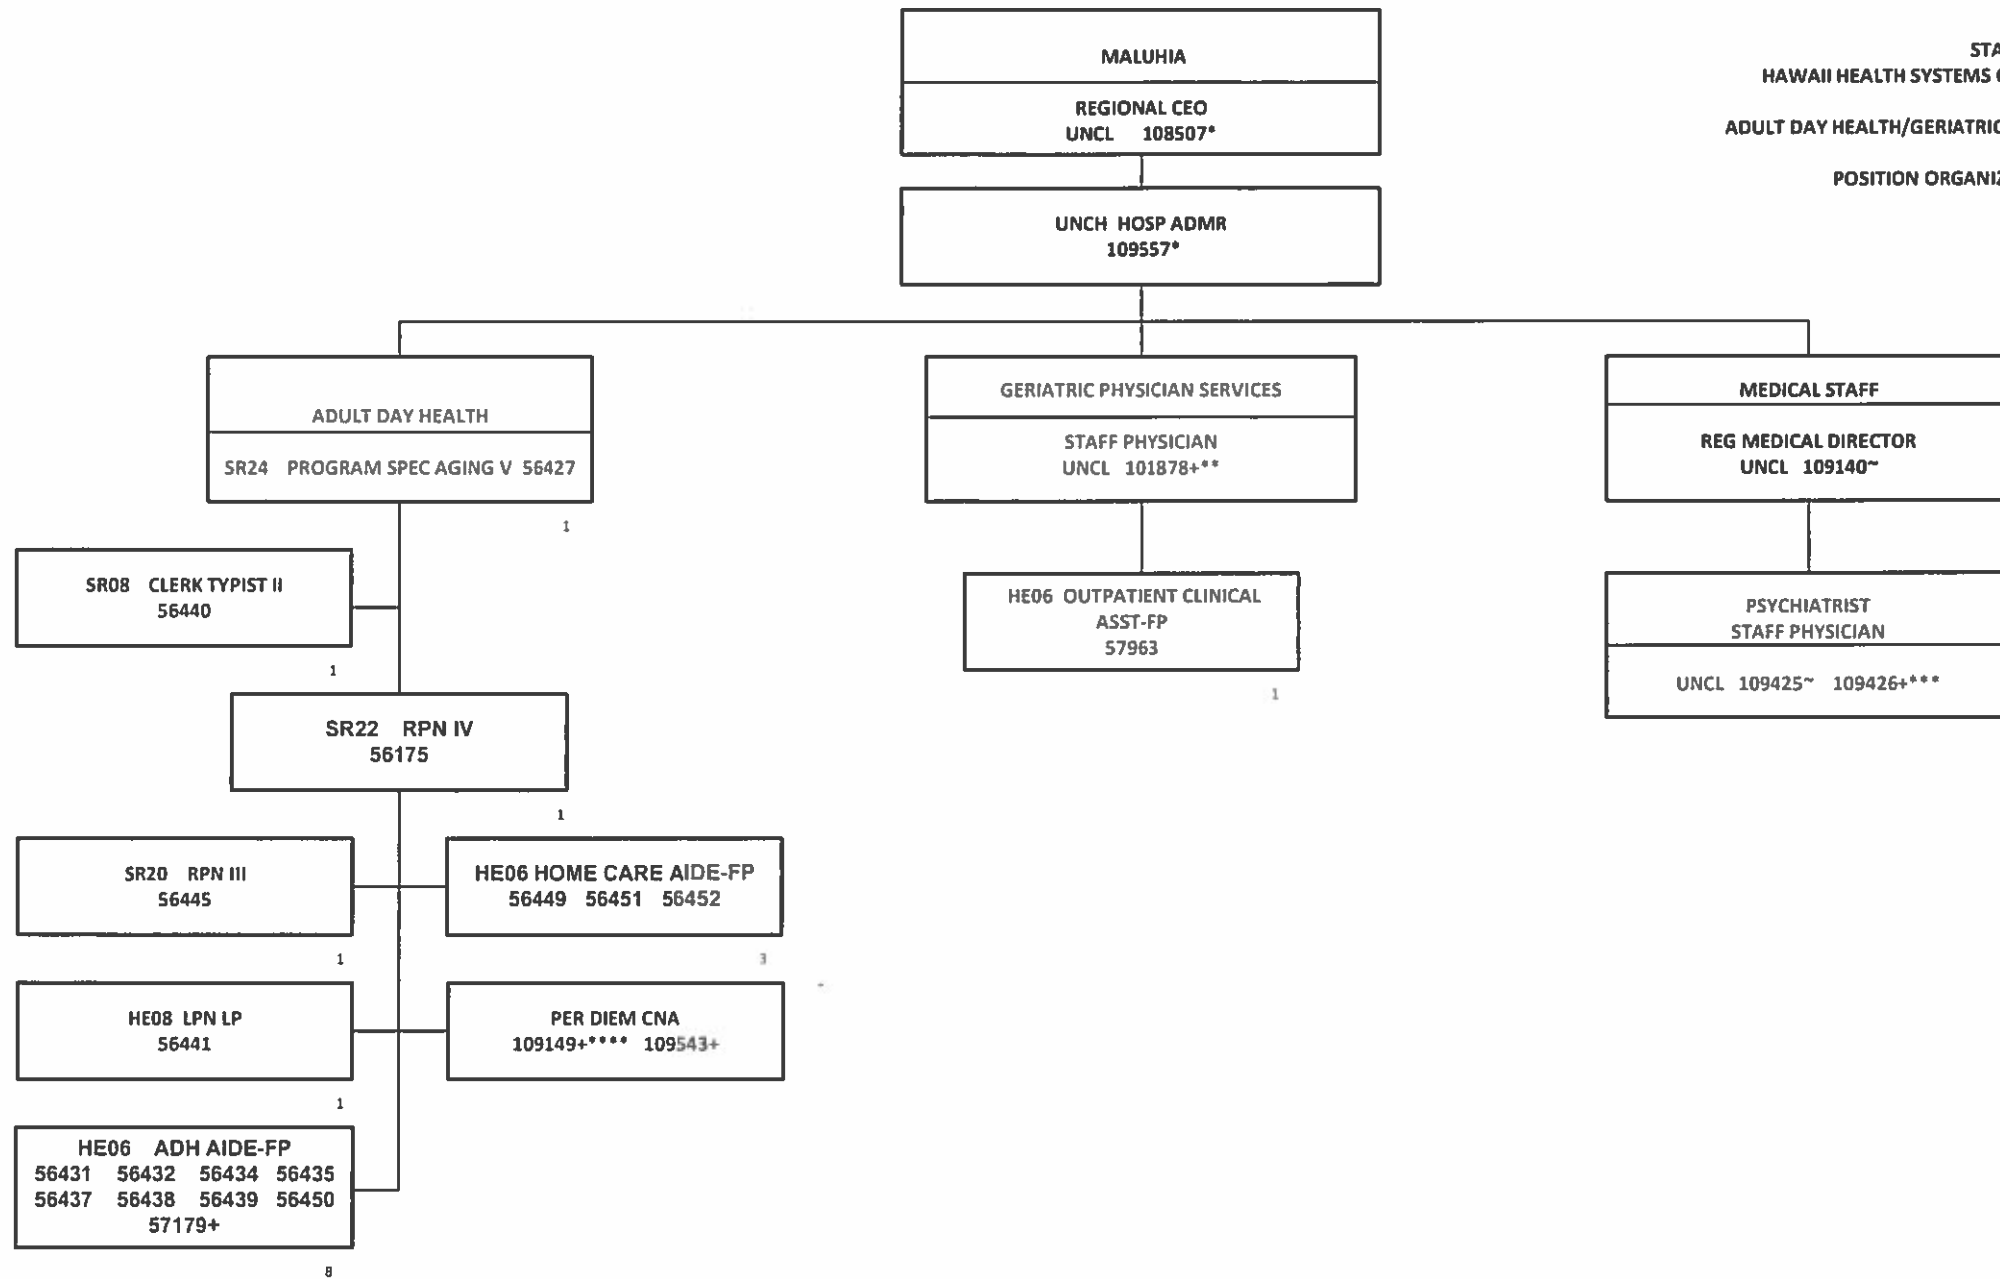 MALUHIA
REGIONAL CEO
UNCL 108507*
STA
HAWAII HEALTH SYSTEMS
ADULT DAY HEALTH/GERIATRIC
POSITION ORGANIZ
UNCH HOSP ADMR
109557*
ADULT DAY HEALTH
SR24 PROGRAM SPEC AGING V 56427
1
GERIATRIC PHYSICIAN SERVICES
STAFF PHYSICIAN
UNCL 101878+**
MEDICAL STAFF
REG MEDICAL DIRECTOR
UNCL 109140~
SR08 CLERK TYPIST II
56440
1
HE06 OUTPATIENT CLINICAL
ASST-FP
57963
1
PSYCHIATRIST
STAFF PHYSICIAN
UNCL 109425~ 109426+***
SR22 RPN IV
56175
1
SR20 RPN III
56445
1
HE06 HOME CARE AIDE-FP
56449 56451 56452
3
HE08 LPN LP
56441
1
PER DIEM CNA
109149+**** 109543+
HE06 ADH AIDE-FP
56431 56432 56434 56435
56437 56438 56439 56450
57179+
8